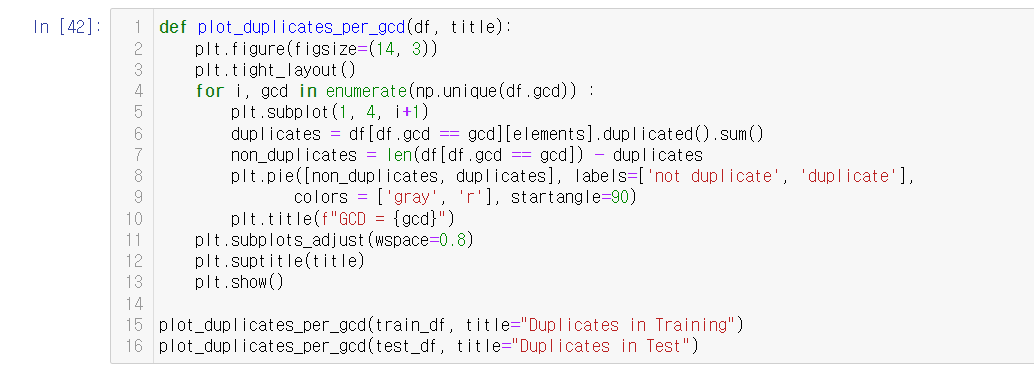 In [42]:
1 def plot_duplicates_per_gcd(df, title):
2     plt.figure(figsize=(14, 3))
3     plt.tight_layout()
4     for i, gcd in enumerate(np.unique(df.gcd)) :
5         plt.subplot(1, 4, i+1)
6         duplicates = df[df.gcd == gcd][elements].duplicated().sum()
7         non_duplicates = len(df[df.gcd == gcd]) - duplicates
8         plt.pie([non_duplicates, duplicates], labels=['not duplicate', 'duplicate'],
9                colors = ['gray', 'r'], startangle=90)
10         plt.title(f"GCD = {gcd}")
11     plt.subplots_adjust(wspace=0.8)
12     plt.suptitle(title)
13     plt.show()
14
15 plot_duplicates_per_gcd(train_df, title="Duplicates in Training")
16 plot_duplicates_per_gcd(test_df, title="Duplicates in Test")